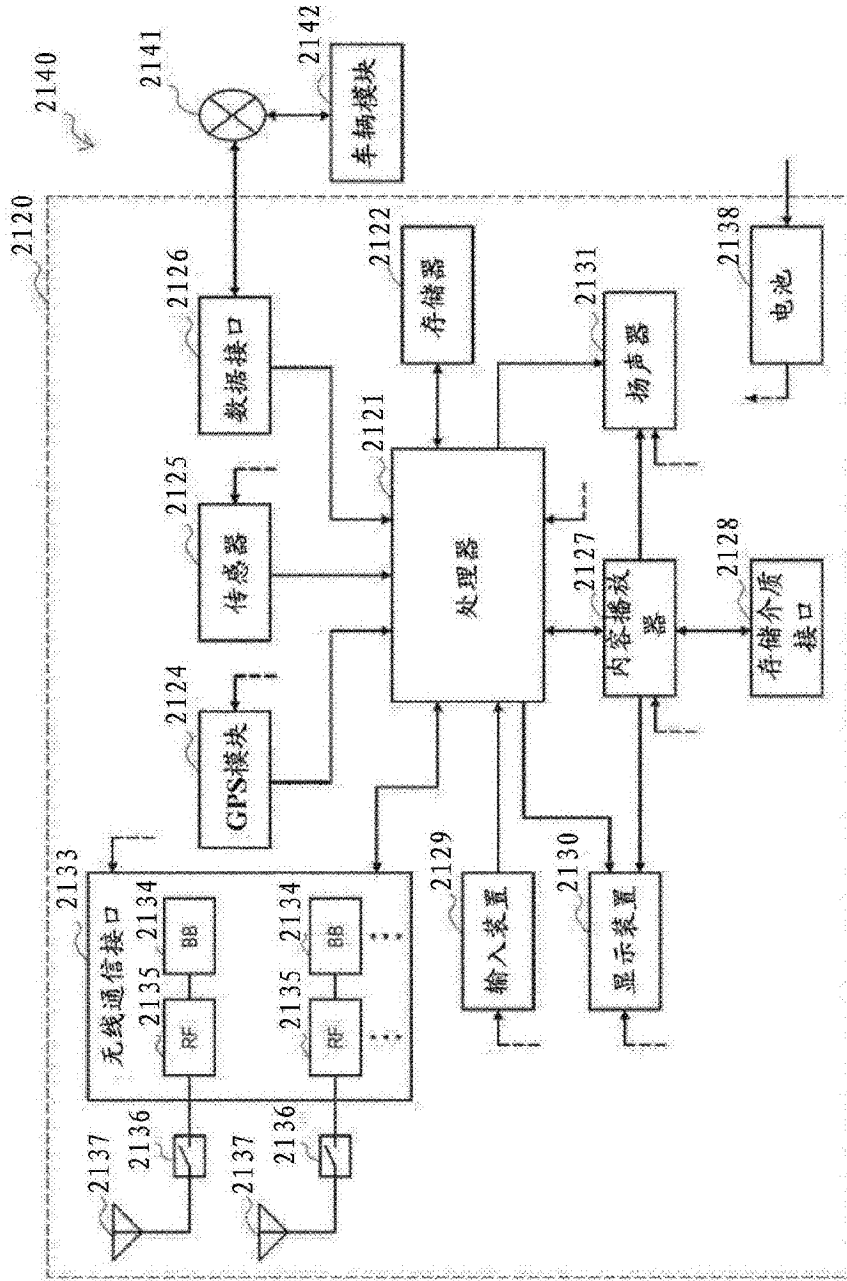 2140
2120
2141
2142
车辆模块
2133
无线通信接口
2134
BB
2135
RF
2134
BB
2135
RF
2136
2137
2136
2137
2124
GPS模块
2125
传感器
2126
数据接口
2121
处理器
2122
存储器
2129
输入装置
2130
显示装置
2127
内容播放
器
2131
扬声器
2128
存储介质
接口
2138
电池